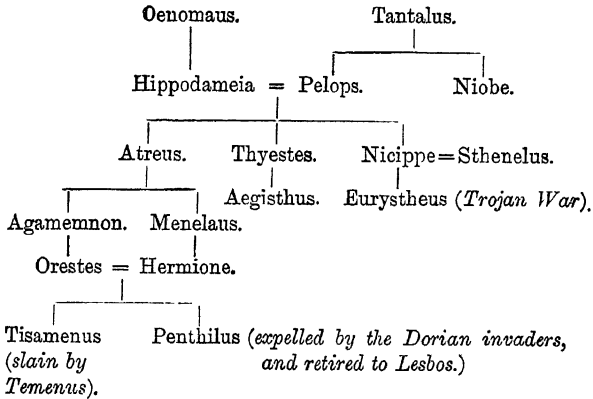 Oenomaus. Tantalus.
Hippodameia = Pelops. Niobe.
Atreus. Thyestes. Nicippe=Sthenelus.
Aegisthus. Eurystheus (Trojan War).
Agamemnon. Menelaus.
Orestes = Hermione.
Tisamenus Penthilus (expelled by the Dorian invaders,
(slain by and retired to Lesbos.)
Temenus).